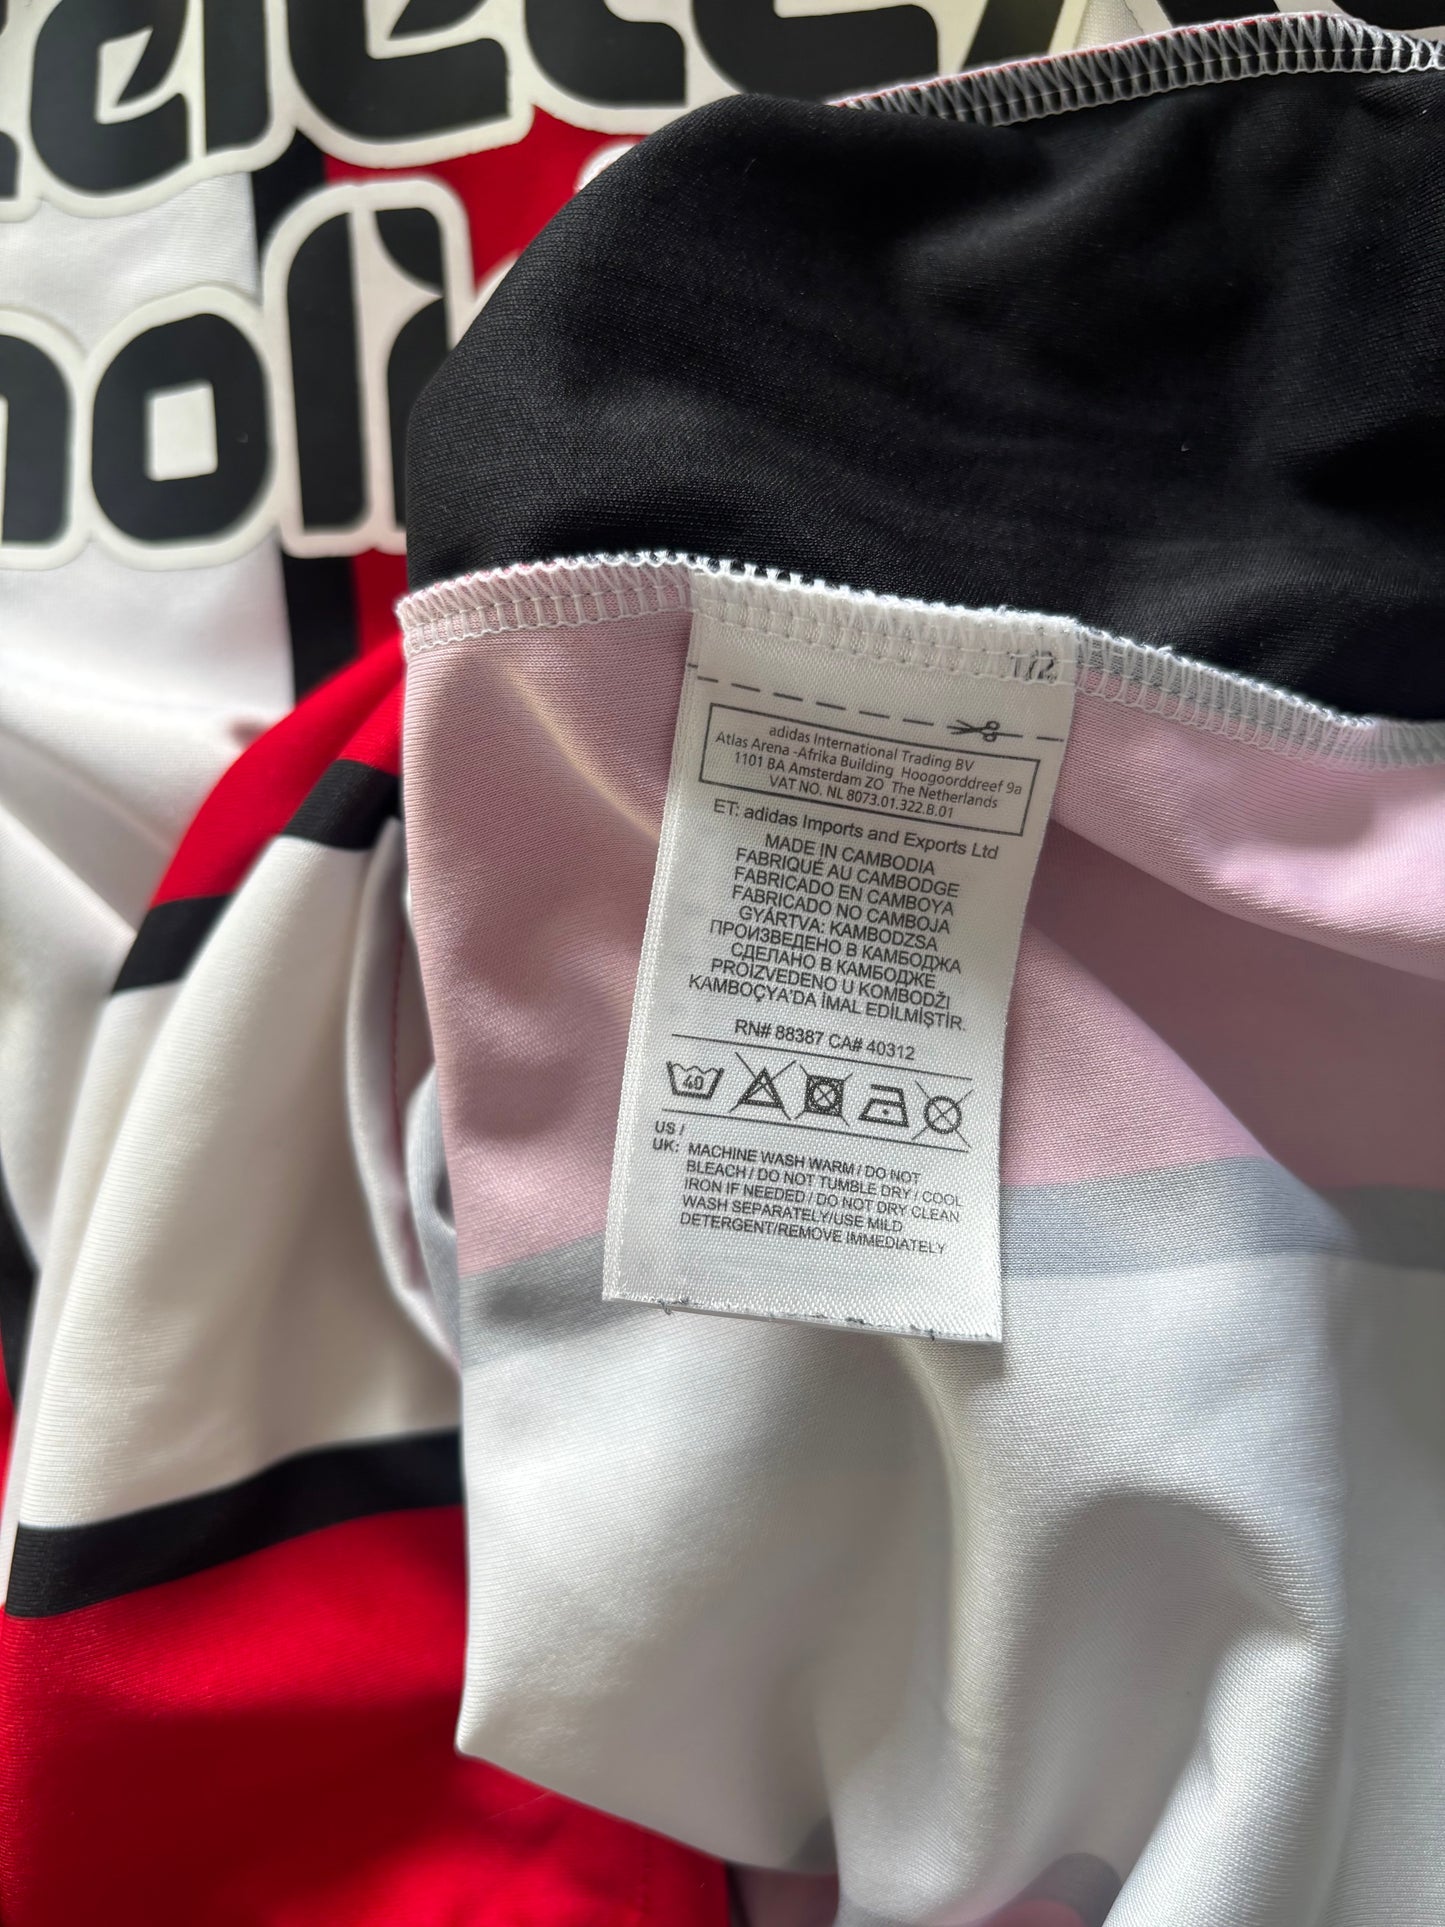 1/2
adidas International Trading BV
Atlas Arena -Afrika Building Hoogoorddreef 9a
1101 BA Amsterdam ZO The Netherlands
VAT NO. NL 8073.01.322.B.01
ET: adidas Imports and Exports Ltd
MADE IN CAMBODIA
FABRIQUÉ AU CAMBODGE
FABRICADO EN CAMBOYA
FABRICADO NO CAMBOJA
GYÁRTVA: KAMBODZSA
ПРОИЗВЕДЕНО В КАМБОДЖА
СДЕЛАНО В КАМБОДЖЕ
PROIZVEDENO U KOMBODŽI
KAMBOÇYA'DA İMAL EDİLMİŞTİR.
RN# 88387 CA# 40312
40
US /
UK: MACHINE WASH WARM / DO NOT
BLEACH / DO NOT TUMBLE DRY / COOL
IRON IF NEEDED / DO NOT DRY CLEAN
WASH SEPARATELY/USE MILD
DETERGENT/REMOVE IMMEDIATELY